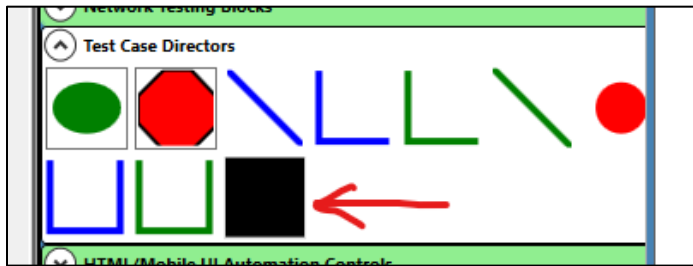 Network Testing Blocks
Test Case Directors
HTML/Mobile UI Automation Controls